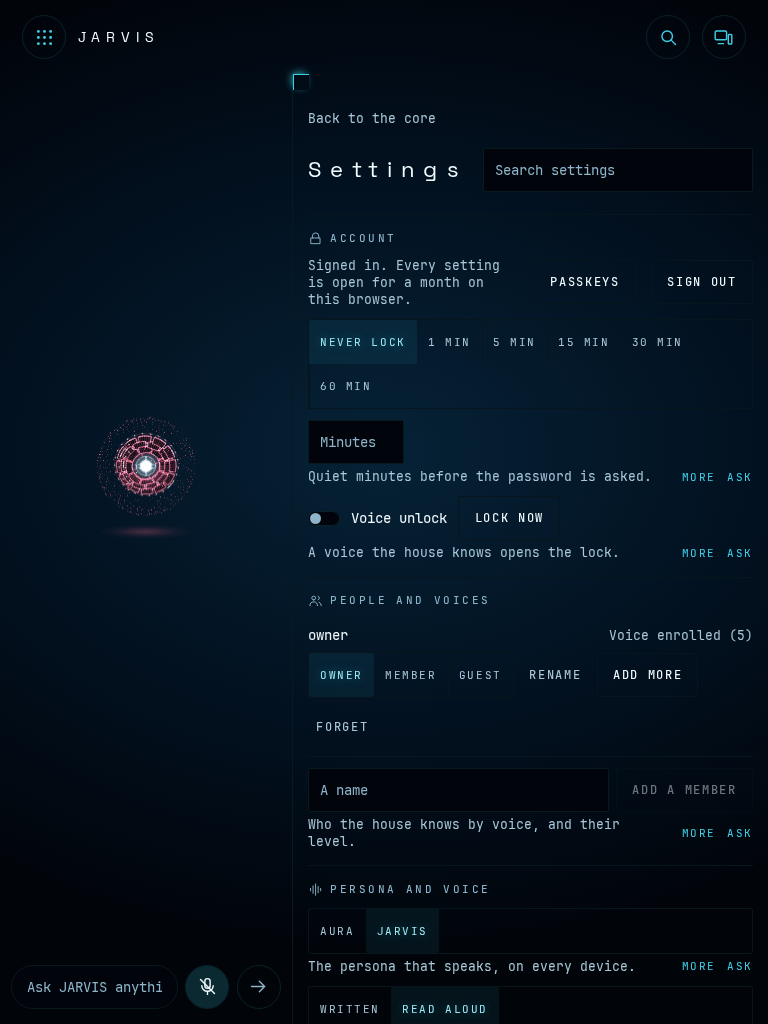 JARVIS
Back to the core
Settings
Search settings
ACCOUNT
Signed in. Every setting
is open for a month on
this browser.
PASSKEYS
SIGN OUT
NEVER LOCK 1 MIN 5 MIN 15 MIN 30 MIN
60 MIN
Minutes
Quiet minutes before the password is asked. MORE ASK
Voice unlock LOCK NOW
A voice the house knows opens the lock. MORE ASK
PEOPLE AND VOICES
owner Voice enrolled (5)
OWNER MEMBER GUEST RENAME ADD MORE
FORGET
A name ADD A MEMBER
Who the house knows by voice, and their
level.
MORE ASK
PERSONA AND VOICE
AURA JARVIS
The persona that speaks, on every device. MORE ASK
WRITTEN READ ALOUD
Ask JARVIS anythi